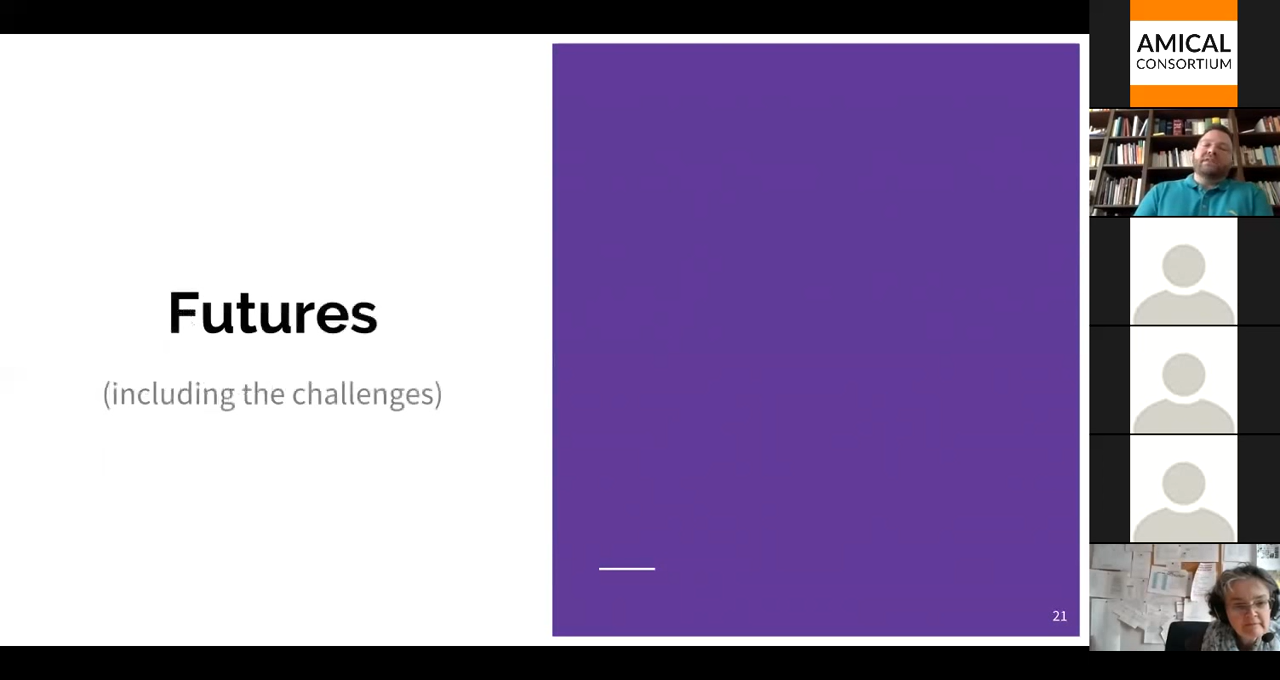 Futures
(including the challenges)
21
AMICAL
CONSORTIUM